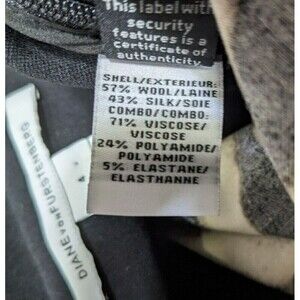 This label with
security
features is a
certificate of
authenticity.
SHELL/EXTERIEUR:
57% WOOL/LAINE
43% SILK/SOIE
COMBO/COMBO:
71% VISCOSE/
VISCOSE
24% POLYAMIDE/
POLYAMIDE
5% ELASTANE/
ELASTHANNE
DIANE VON FURSTENBERG
4